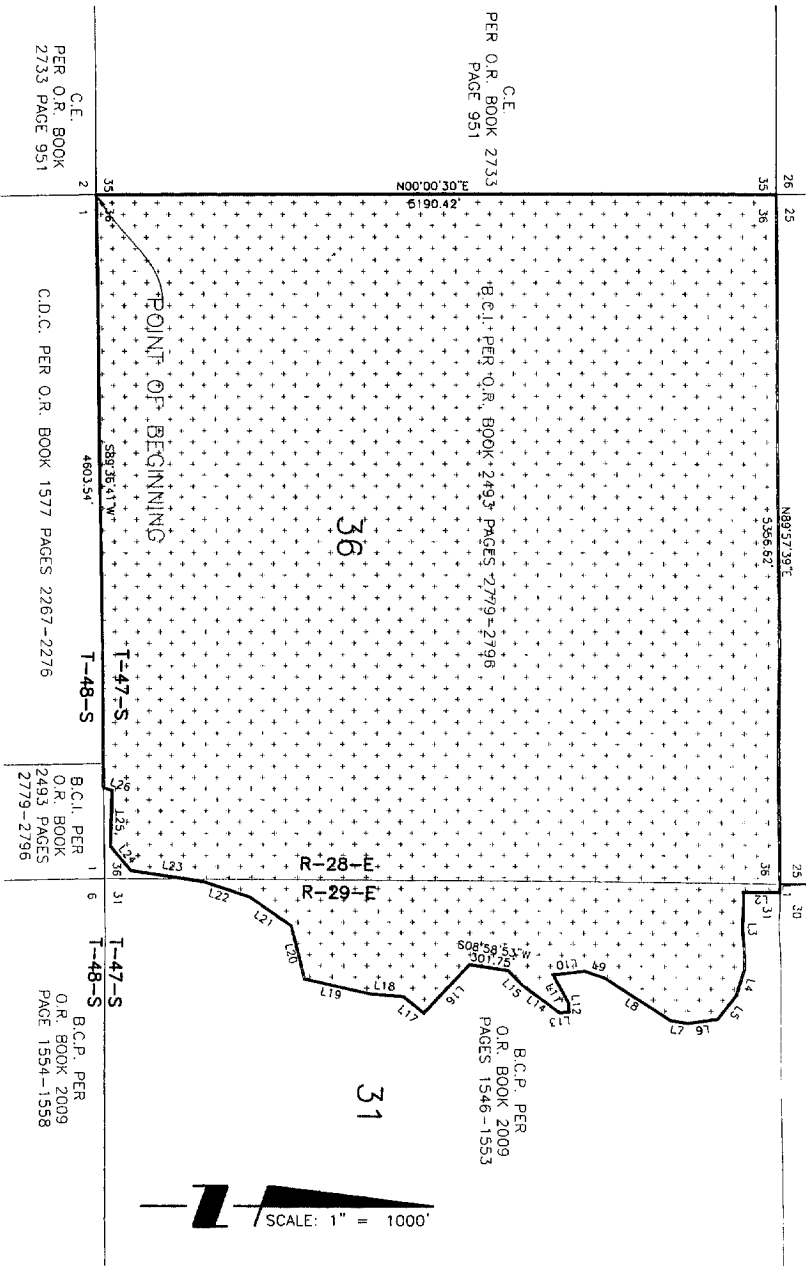 C.E.
PER O.R. BOOK 2733
PAGE 951
26
25
35
36
N00°00'30"E
5190.42'
N89°57'39"E
5366.62'
25
30
36
31
C.E.
PER O.R. BOOK
2733 PAGE 951
35
36
2
1
POINT OF BEGINNING
B.C.I. PER O.R. BOOK 2493 PAGES 2779-2796
36
S89°36'41"W
4603.54'
C.D.C. PER O.R. BOOK 1577 PAGES 2267-2276
T-47-S
T-48-S
R-28-E
R-29-E
L3
L4
L5
L6
L7
L8
L9
L10
L11
L12
L13
L14
L15
S08°58'53"W
301.75'
L16
L17
L18
L19
L20
L21
L22
L23
L24
L25
L26
B.C.I. PER
O.R. BOOK
2493 PAGES
2779-2796
36
31
1
6
T-47-S
T-48-S
B.C.P. PER
O.R. BOOK 2009
PAGE 1554-1558
B.C.P. PER
O.R. BOOK 2009
PAGES 1546-1553
31
SCALE: 1" = 1000'